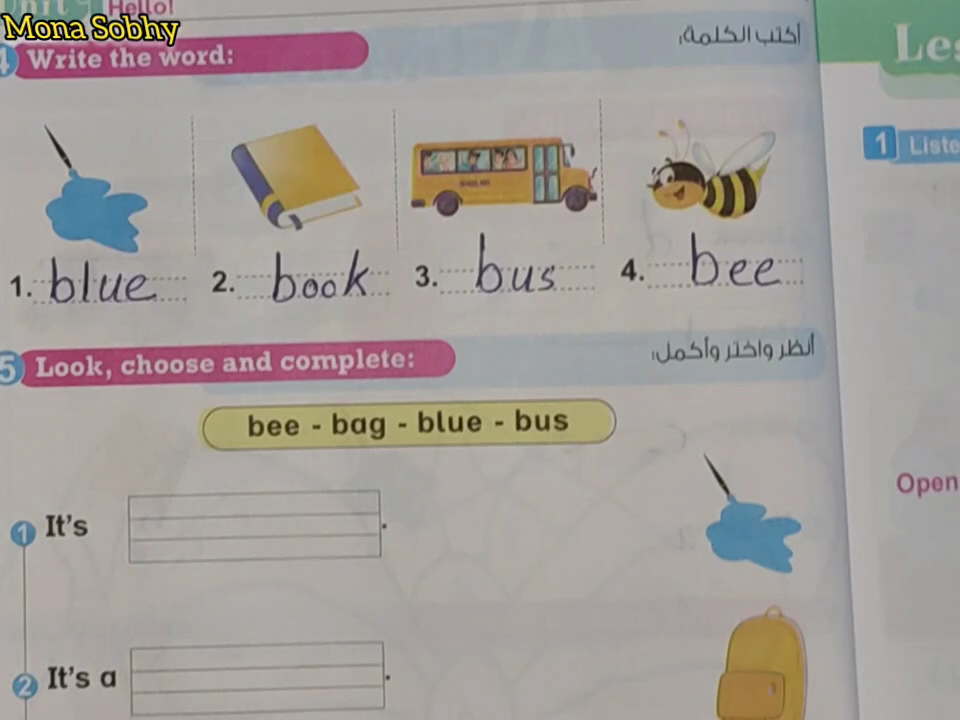 Hello!
Mona Sobhy
4 Write the word:
أكتب الكلمة:
Les
1 Liste
1. blue 2. book 3. bus 4. bee
5 Look, choose and complete:
أنظر واختر وأكمل:
bee - bag - blue - bus
Open
1 It's .
2 It's a .